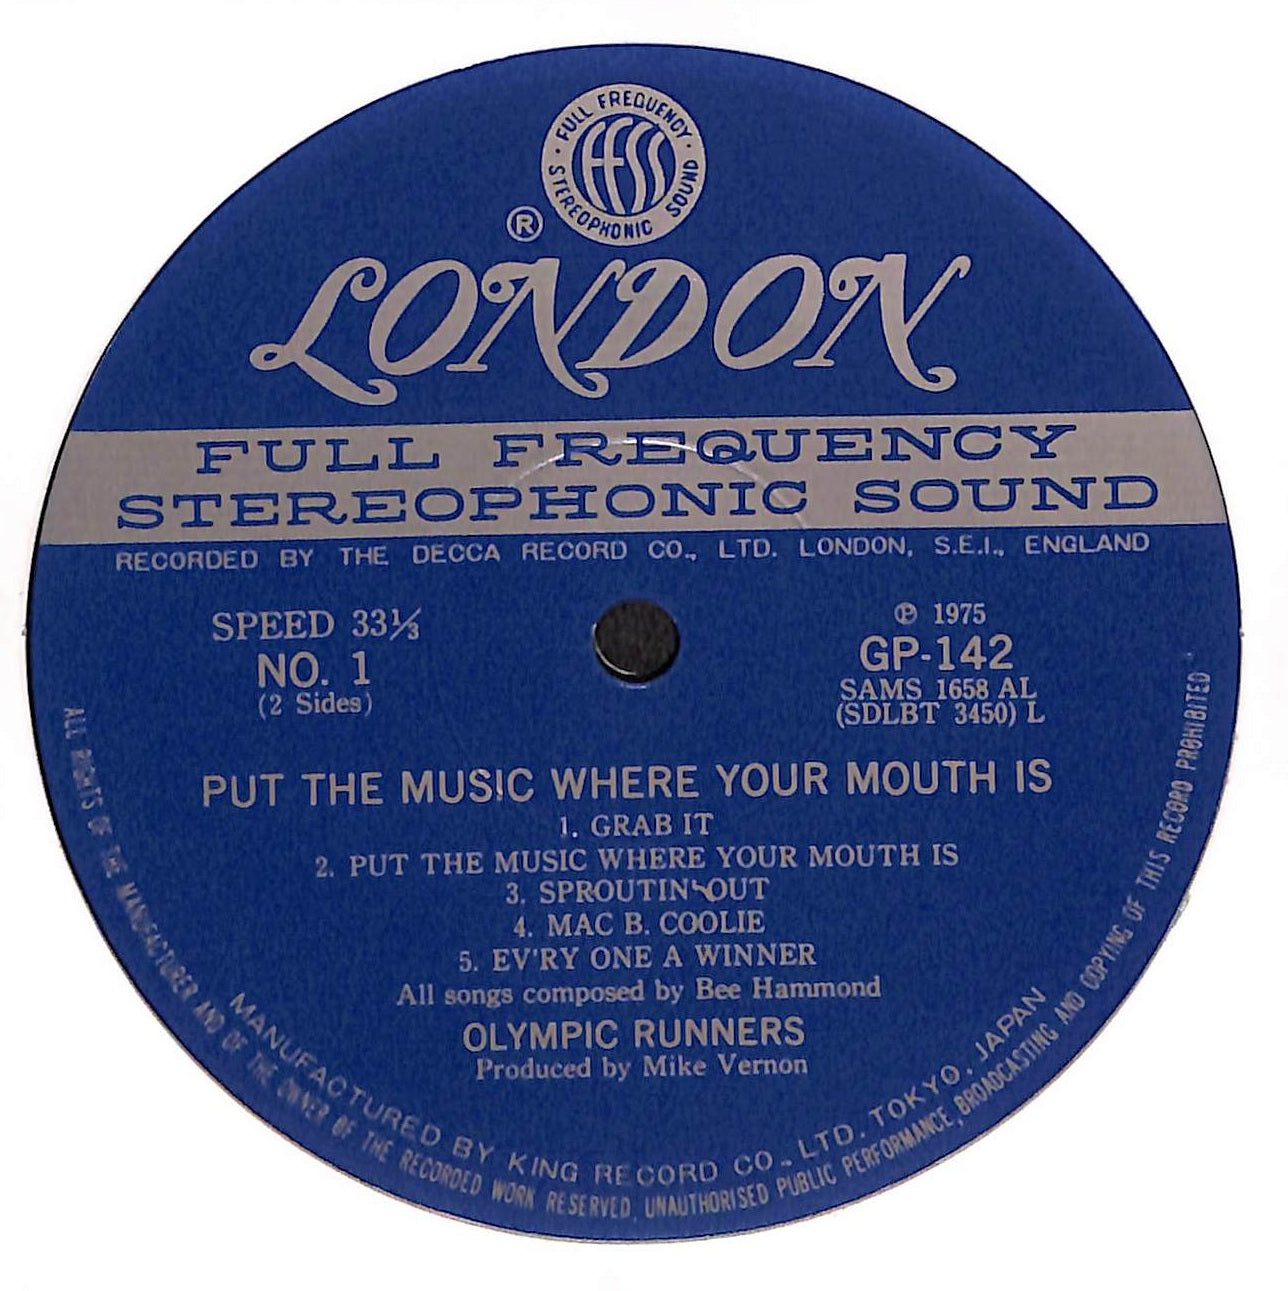 · FULL FREQUENCY ·
FFSS
STEREOPHONIC SOUND
®
LONDON
FULL FREQUENCY
STEREOPHONIC SOUND
RECORDED BY THE DECCA RECORD CO., LTD. LONDON, S.E.I., ENGLAND
SPEED 33⅓
NO. 1
(2 Sides)
℗ 1975
GP-142
SAMS 1658 AL
(SDLBT 3450) L
PUT THE MUSIC WHERE YOUR MOUTH IS
1. GRAB IT
2. PUT THE MUSIC WHERE YOUR MOUTH IS
3. SPROUTIN' OUT
4. MAC B. COOLIE
5. EV'RY ONE A WINNER
All songs composed by Bee Hammond
OLYMPIC RUNNERS
Produced by Mike Vernon
MANUFACTURED BY KING RECORD CO., LTD. TOKYO, JAPAN
ALL RIGHTS OF THE MANUFACTURER AND OF THE OWNER OF THE RECORDED WORK RESERVED. UNAUTHORISED PUBLIC PERFORMANCE, BROADCASTING AND COPYING OF THIS RECORD PROHIBITED